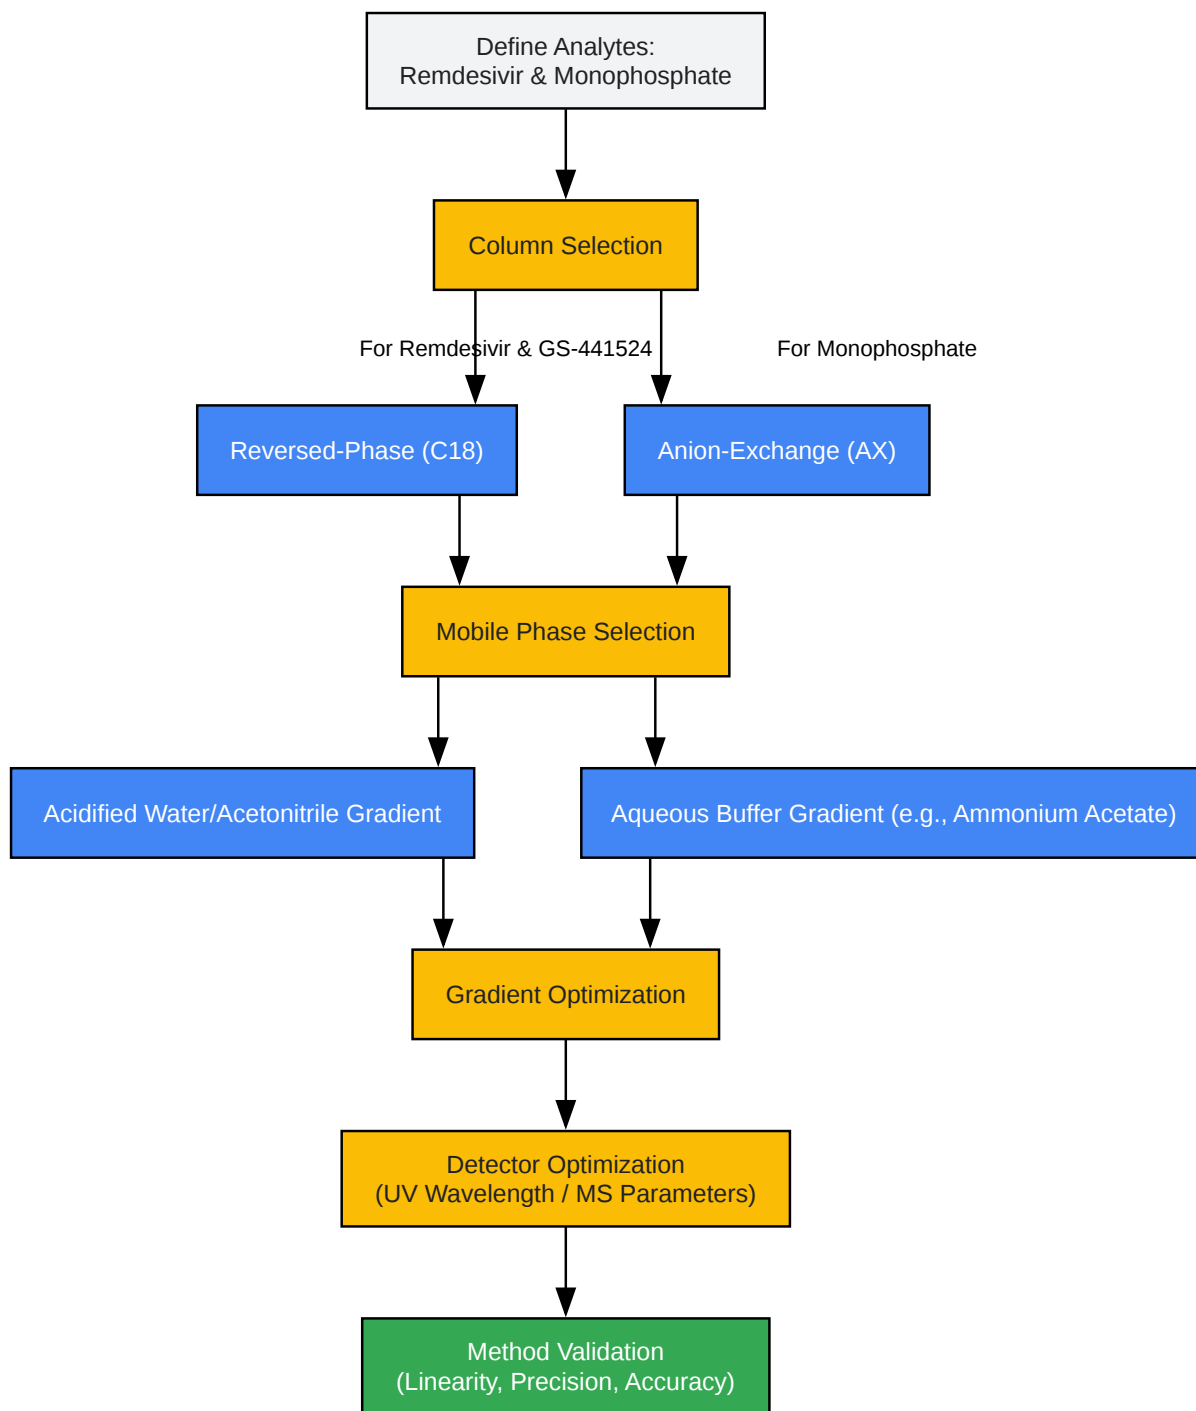 Define Analytes:
Remdesivir & Monophosphate
Column Selection
For Remdesivir & GS-441524
For Monophosphate
Reversed-Phase (C18)
Anion-Exchange (AX)
Mobile Phase Selection
Acidified Water/Acetonitrile Gradient
Aqueous Buffer Gradient (e.g., Ammonium Acetate)
Gradient Optimization
Detector Optimization
(UV Wavelength / MS Parameters)
Method Validation
(Linearity, Precision, Accuracy)